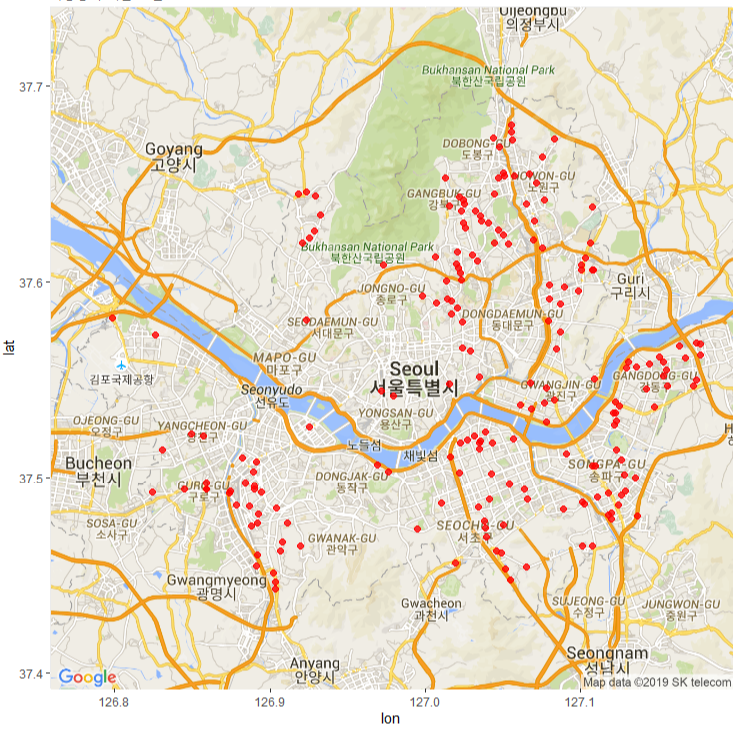 Uijeongbu
의정부시
37.7
Bukhansan National Park
북한산국립공원
DOBONG-GU
도봉구
Goyang
고양시
NOWON-GU
노원구
GANGBUK-GU
강북구
Bukhansan National Park
북한산국립공원
37.6
Guri
구리시
JONGNO-GU
종로구
SEODAEMUN-GU
서대문구
DONGDAEMUN-GU
동대문구
lat
MAPO-GU
마포구
김포국제공항
Seoul
서울특별시
GWANGJIN-GU
광진구
GANGDONG-GU
강동구
Seonyudo
선유도
YONGSAN-GU
용산구
OJEONG-GU
오정구
YANGCHEON-GU
양천구
노들섬
채빛섬
Bucheon
부천시
37.5
SONGPA-GU
송파구
DONGJAK-GU
동작구
GURO-GU
구로구
SOSA-GU
소사구
SEOCHO-GU
서초구
GWANAK-GU
관악구
Gwangmyeong
광명시
Gwacheon
과천시
SUJEONG-GU
수정구
JUNGWON-GU
중원구
Seongnam
성남시
Anyang
안양시
37.4
Google
Map data ©2019 SK telecom
126.8
126.9
127.0
127.1
lon